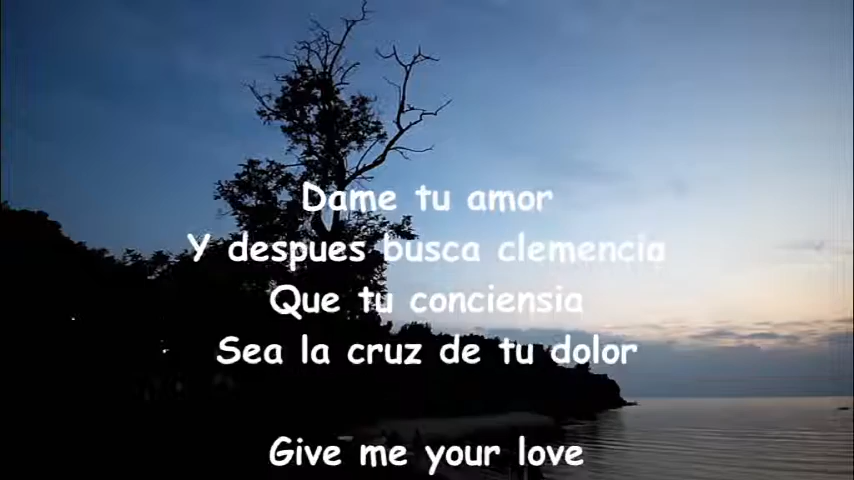 Dame tu amor
Y despues busca clemencia
Que tu conciensia
Sea la cruz de tu dolor
Give me your love